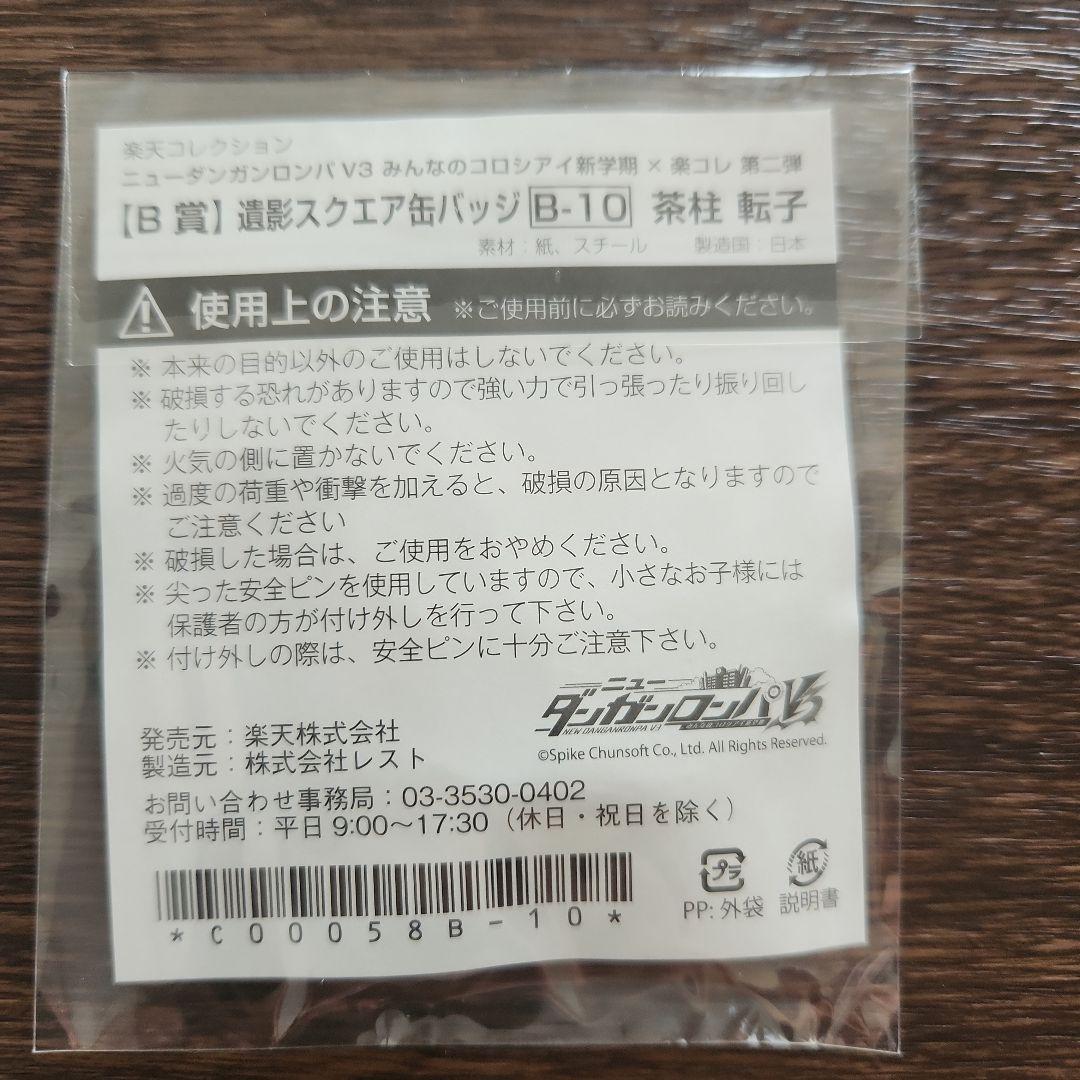 楽天コレクション
ニューダンガンロンパ V3 みんなのコロシアイ新学期 × 楽コレ 第二弾
【B 賞】遺影スクエア缶バッジ B-10 茶柱 転子
素材：紙、スチール 製造国：日本
使用上の注意 ※ご使用前に必ずお読みください。
※ 本来の目的以外のご使用はしないでください。
※ 破損する恐れがありますので強い力で引っ張ったり振り回し
たりしないでください。
※ 火気の側に置かないでください。
※ 過度の荷重や衝撃を加えると、破損の原因となりますので
ご注意ください
※ 破損した場合は、ご使用をおやめください。
※ 尖った安全ピンを使用していますので、小さなお子様には
保護者の方が付け外しを行って下さい。
※ 付け外しの際は、安全ピンに十分ご注意下さい。
ニュー
ダンガンロンパV3
NEW DANGANRONPA V3 みんなのコロシアイ新学期
©Spike Chunsoft Co., Ltd. All Rights Reserved.
発売元：楽天株式会社
製造元：株式会社レスト
お問い合わせ事務局：03-3530-0402
受付時間：平日 9:00～17:30（休日・祝日を除く）
*C00058B-10*
プラ 紙
PP: 外袋 説明書